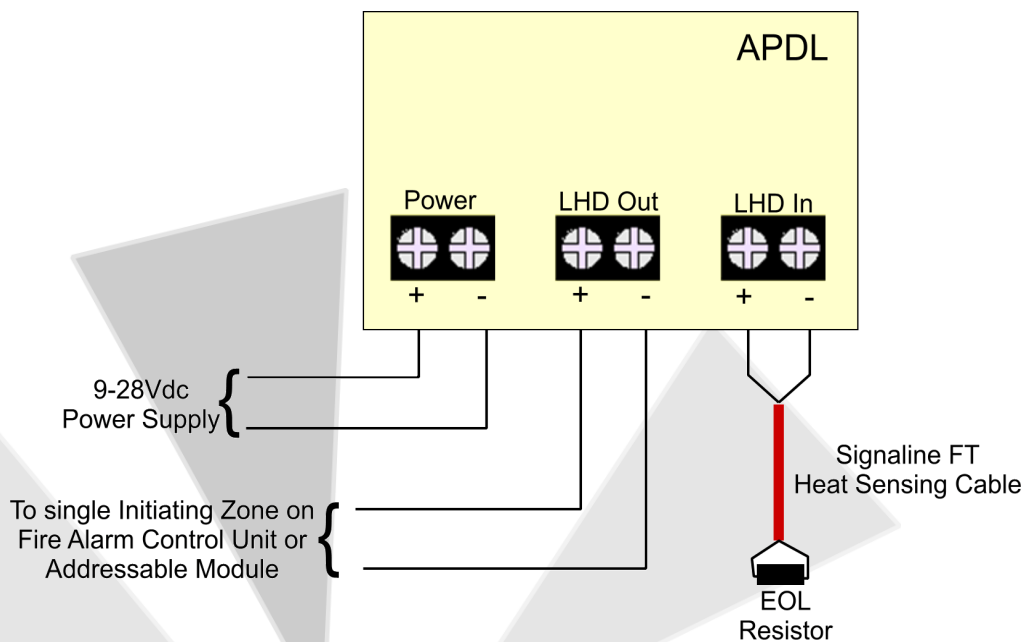 APDL
Power
LHD Out
LHD In
+ -
+ -
+ -
9-28Vdc
Power Supply
To single Initiating Zone on
Fire Alarm Control Unit or
Addressable Module
Signaline FT
Heat Sensing Cable
EOL
Resistor